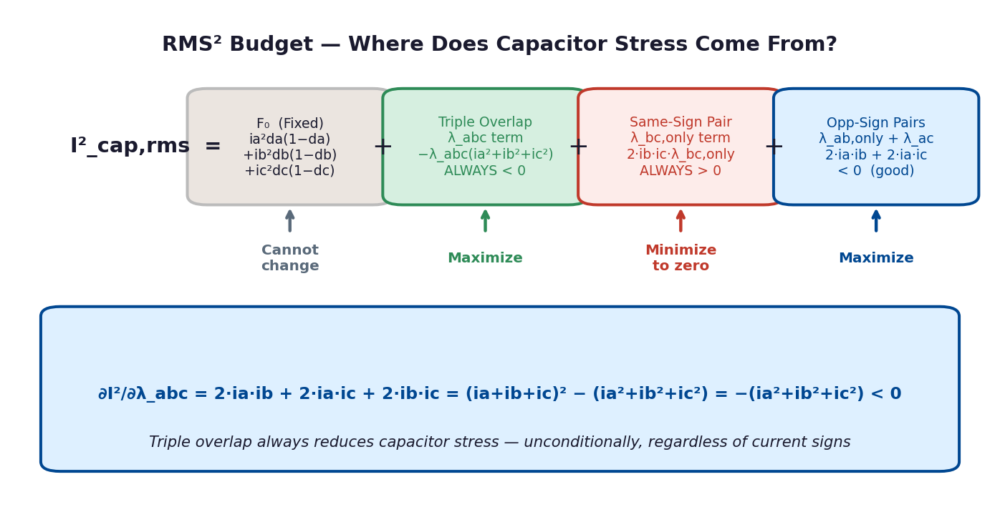 RMS² Budget — Where Does Capacitor Stress Come From?
I²_cap,rms =
F₀ (Fixed)
ia²da(1−da)
+ib²db(1−db)
+ic²dc(1−dc)
+
Triple Overlap
λ_abc term
−λ_abc(ia²+ib²+ic²)
ALWAYS < 0
+
Same-Sign Pair
λ_bc,only term
2·ib·ic·λ_bc,only
ALWAYS > 0
+
Opp-Sign Pairs
λ_ab,only + λ_ac
2·ia·ib + 2·ia·ic
< 0 (good)
Cannot
change
Maximize
Minimize
to zero
Maximize
∂I²/∂λ_abc = 2·ia·ib + 2·ia·ic + 2·ib·ic = (ia+ib+ic)² − (ia²+ib²+ic²) = −(ia²+ib²+ic²) < 0
Triple overlap always reduces capacitor stress — unconditionally, regardless of current signs